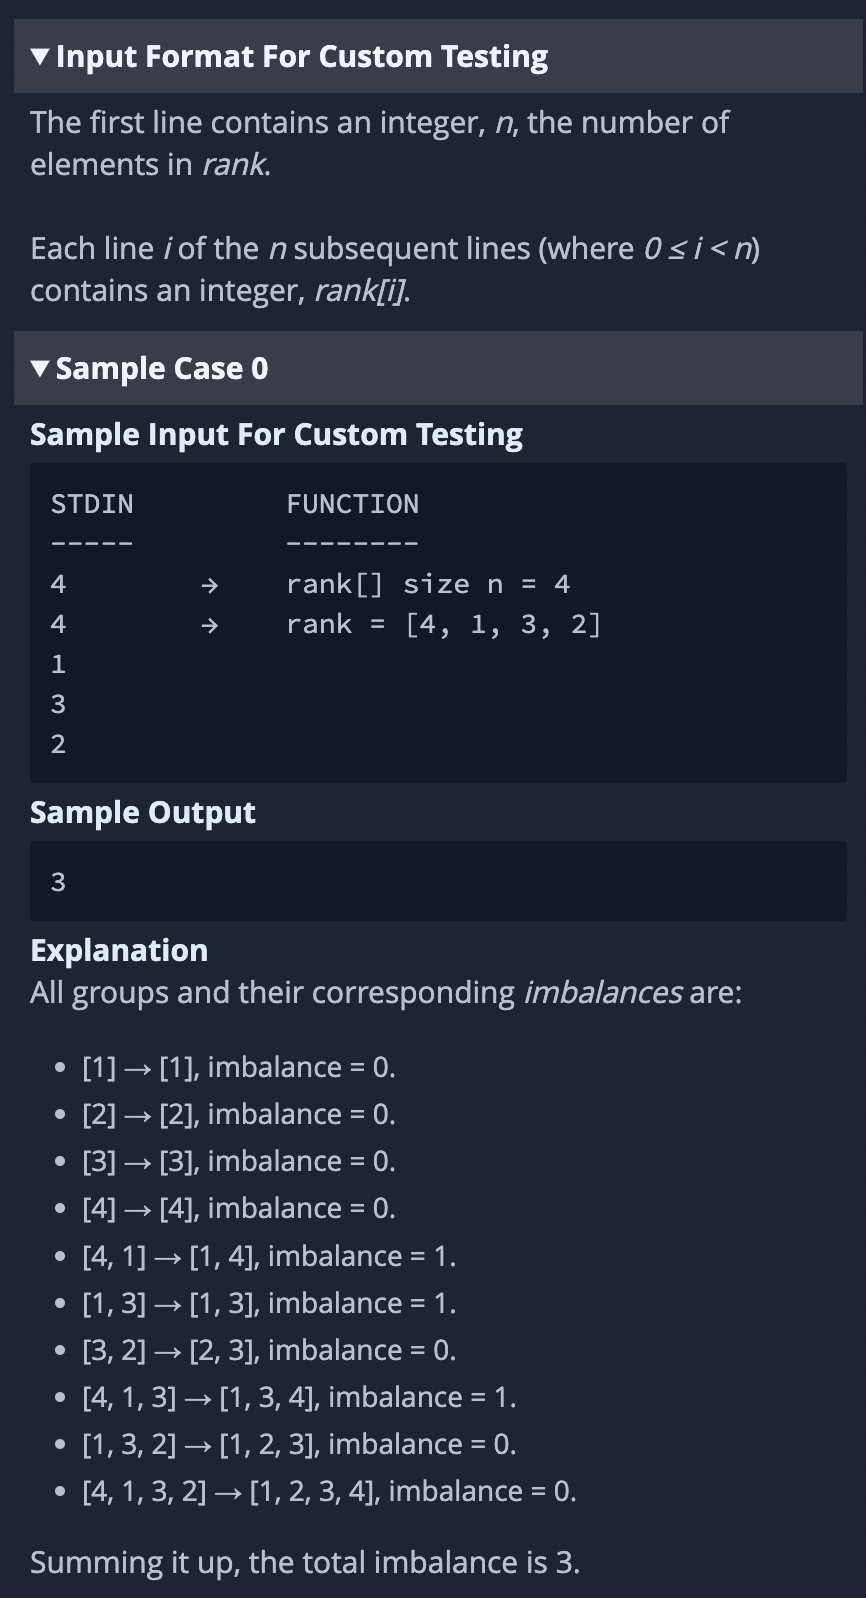 ▼ Input Format For Custom Testing
The first line contains an integer, n, the number of
elements in rank.
Each line i of the n subsequent lines (where 0 ≤ i < n)
contains an integer, rank[i].
▼ Sample Case 0
Sample Input For Custom Testing
STDIN FUNCTION
----- --------
4 → rank[] size n = 4
4 → rank = [4, 1, 3, 2]
1
3
2
Sample Output
3
Explanation
All groups and their corresponding imbalances are:
• [1] → [1], imbalance = 0.
• [2] → [2], imbalance = 0.
• [3] → [3], imbalance = 0.
• [4] → [4], imbalance = 0.
• [4, 1] → [1, 4], imbalance = 1.
• [1, 3] → [1, 3], imbalance = 1.
• [3, 2] → [2, 3], imbalance = 0.
• [4, 1, 3] → [1, 3, 4], imbalance = 1.
• [1, 3, 2] → [1, 2, 3], imbalance = 0.
• [4, 1, 3, 2] → [1, 2, 3, 4], imbalance = 0.
Summing it up, the total imbalance is 3.